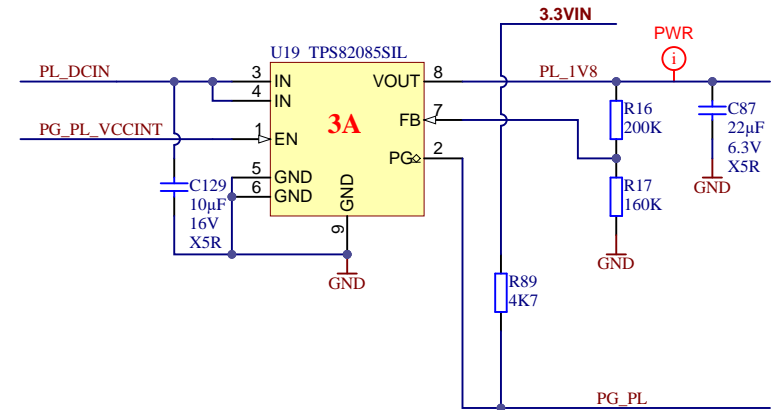 3.3VIN
PWR
i
U19 TPS82085SIL
PL_DCIN
3 IN
4 IN
VOUT 8
PL_1V8
PG_PL_VCCINT
1 EN
3A
FB 7
PG 2
R16
200K
C87
22µF
6.3V
X5R
GND
5 GND
6 GND
GND
9
C129
10µF
16V
X5R
R17
160K
GND
GND
R89
4K7
PG_PL